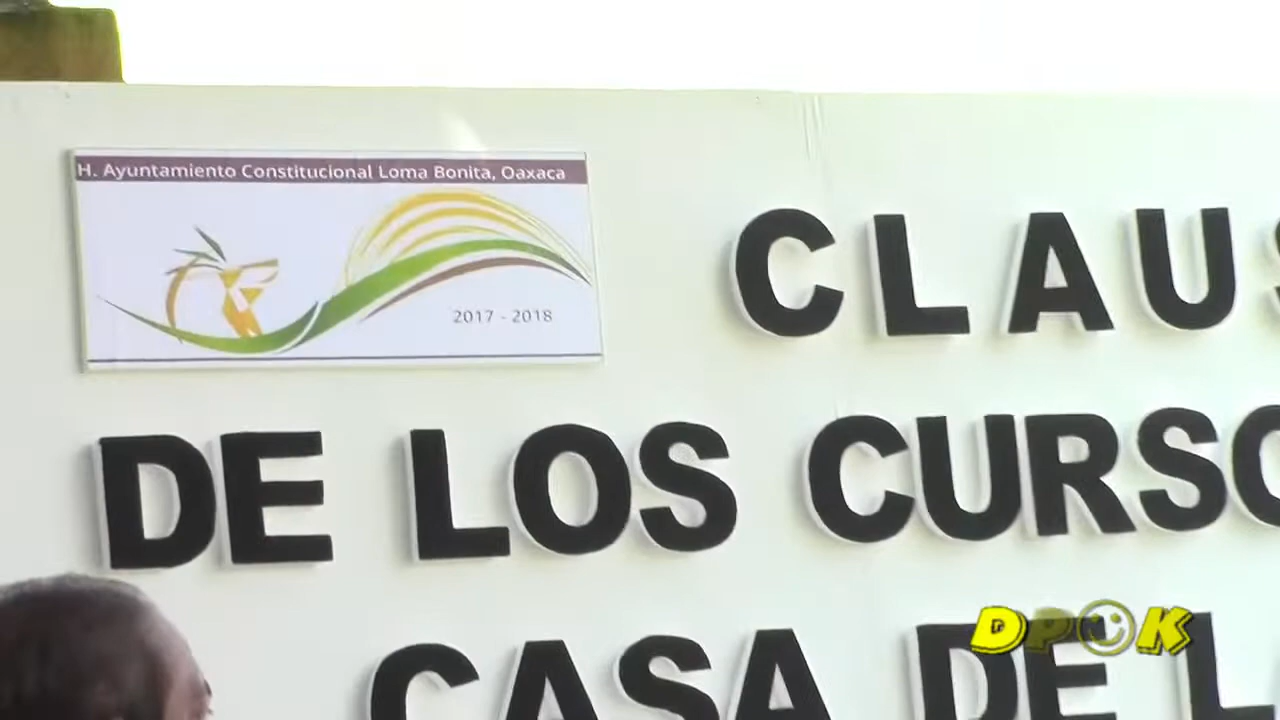 H. Ayuntamiento Constitucional Loma Bonita, Oaxaca
2017 - 2018
CLAUS
DE LOS CURSO
CASA DE L
DPOK